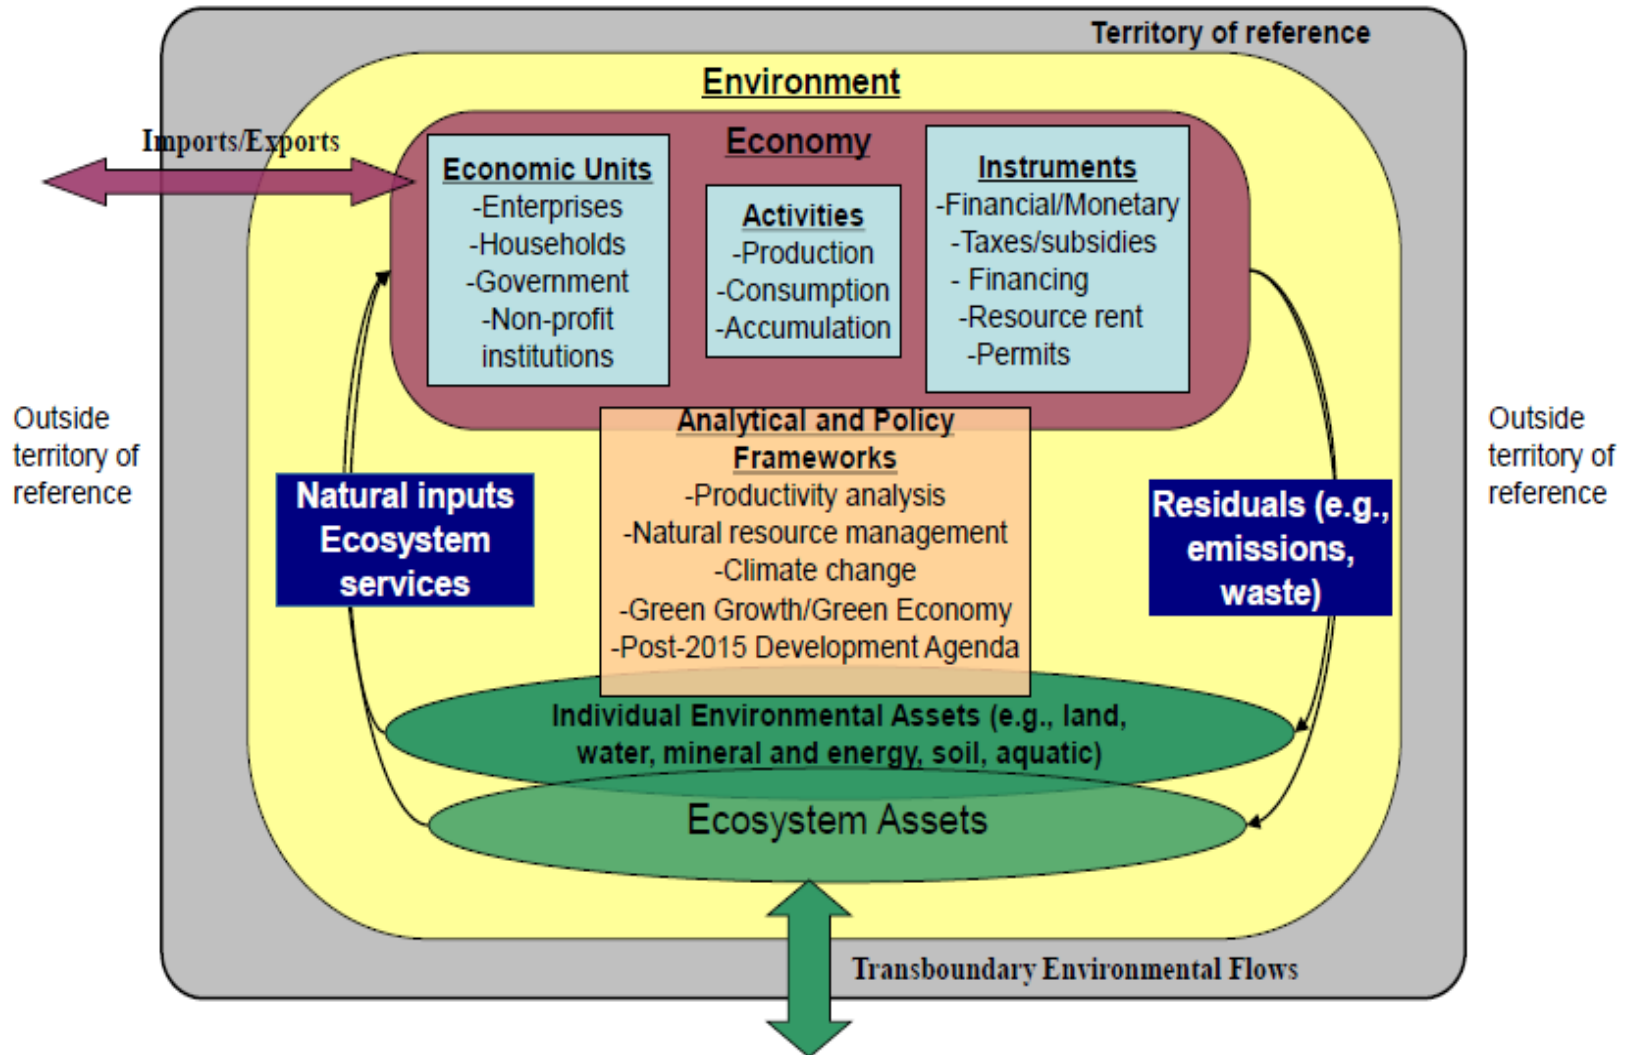 Territory of reference
Environment
Imports/Exports
Economy
Economic Units
-Enterprises
-Households
-Government
-Non-profit
institutions
Activities
-Production
-Consumption
-Accumulation
Instruments
-Financial/Monetary
-Taxes/subsidies
- Financing
-Resource rent
-Permits
Outside
territory of
reference
Natural inputs
Ecosystem
services
Analytical and Policy
Frameworks
-Productivity analysis
-Natural resource management
-Climate change
-Green Growth/Green Economy
-Post-2015 Development Agenda
Residuals (e.g.,
emissions,
waste)
Outside
territory of
reference
Individual Environmental Assets (e.g., land,
water, mineral and energy, soil, aquatic)
Ecosystem Assets
Transboundary Environmental Flows